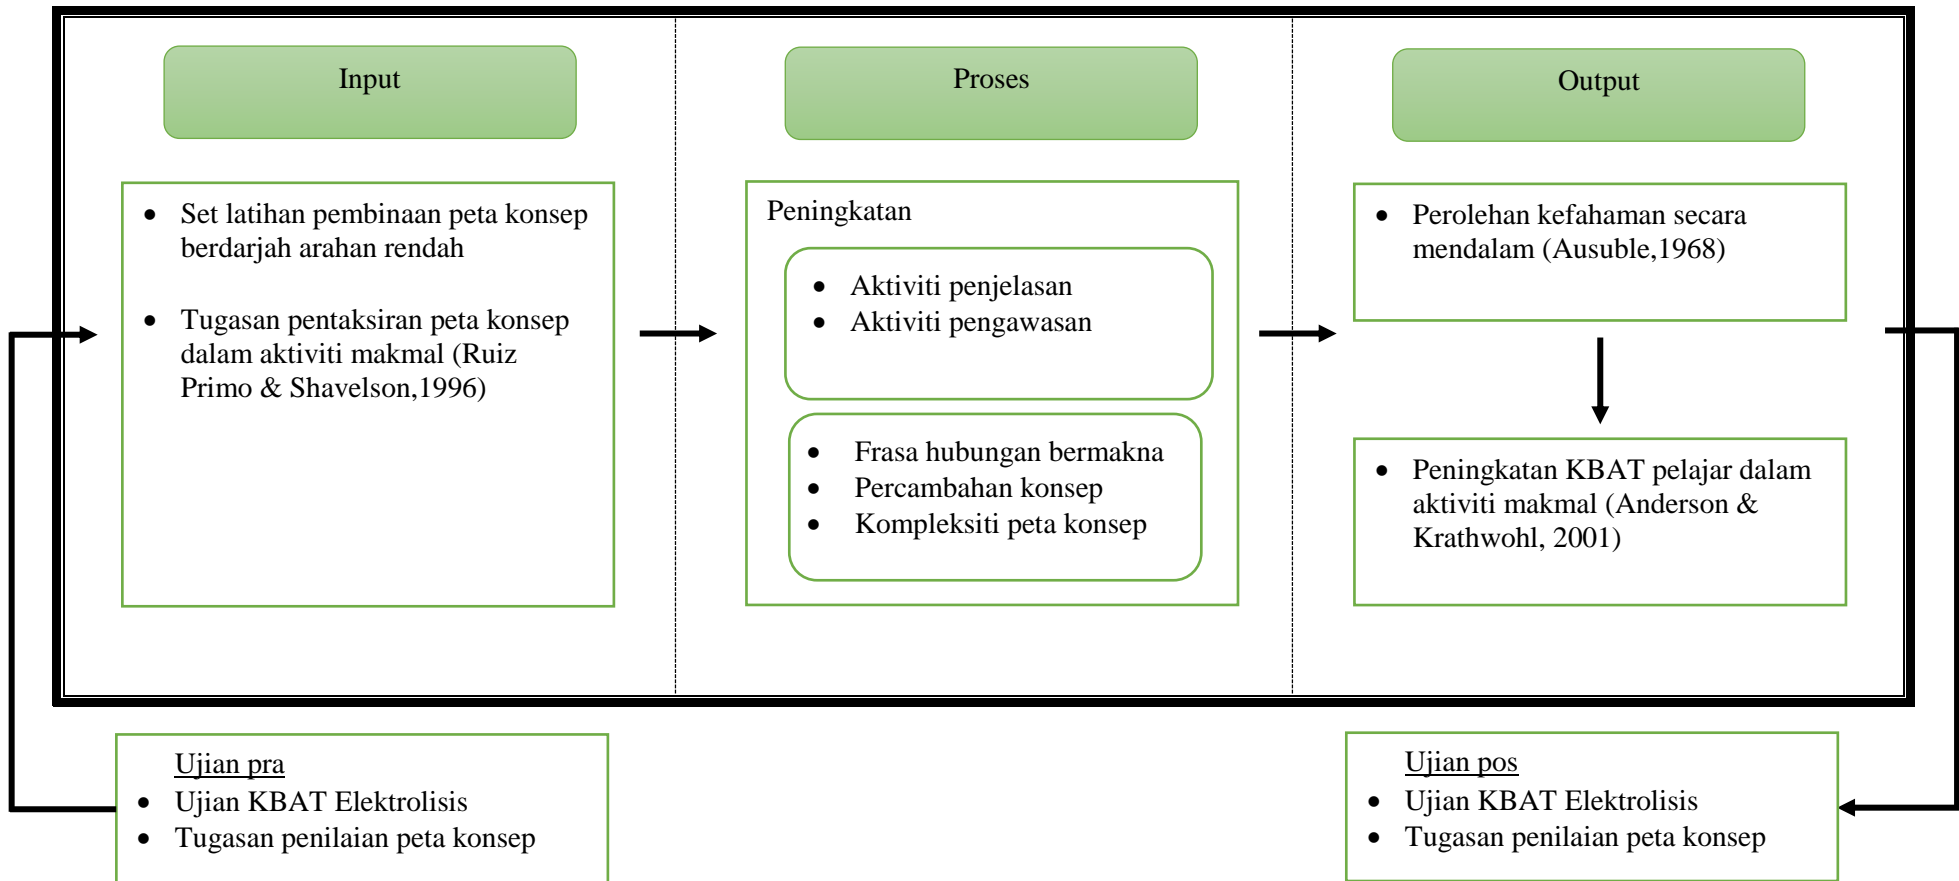 Input
• Set latihan pembinaan peta konsep
berdarjah arahan rendah
• Tugasan pentaksiran peta konsep
dalam aktiviti makmal (Ruiz
Primo & Shavelson,1996)
Proses
Peningkatan
• Aktiviti penjelasan
• Aktiviti pengawasan
• Frasa hubungan bermakna
• Percambahan konsep
• Kompleksiti peta konsep
Output
• Perolehan kefahaman secara
mendalam (Ausuble,1968)
• Peningkatan KBAT pelajar dalam
aktiviti makmal (Anderson &
Krathwohl, 2001)
Ujian pra
• Ujian KBAT Elektrolisis
• Tugasan penilaian peta konsep
Ujian pos
• Ujian KBAT Elektrolisis
• Tugasan penilaian peta konsep